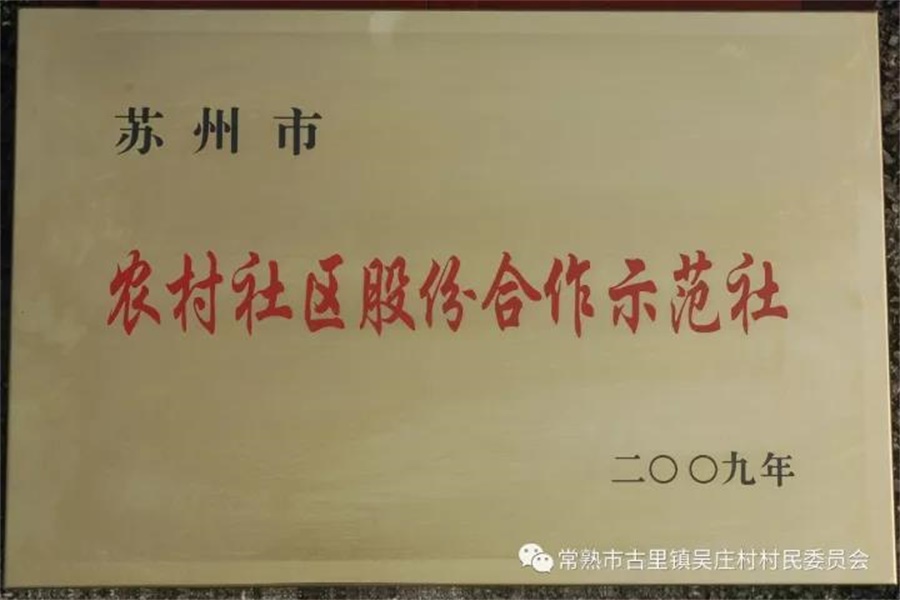 苏州市
农村社区股份合作示范社
二〇〇九年
常熟市古里镇吴庄村村民委员会